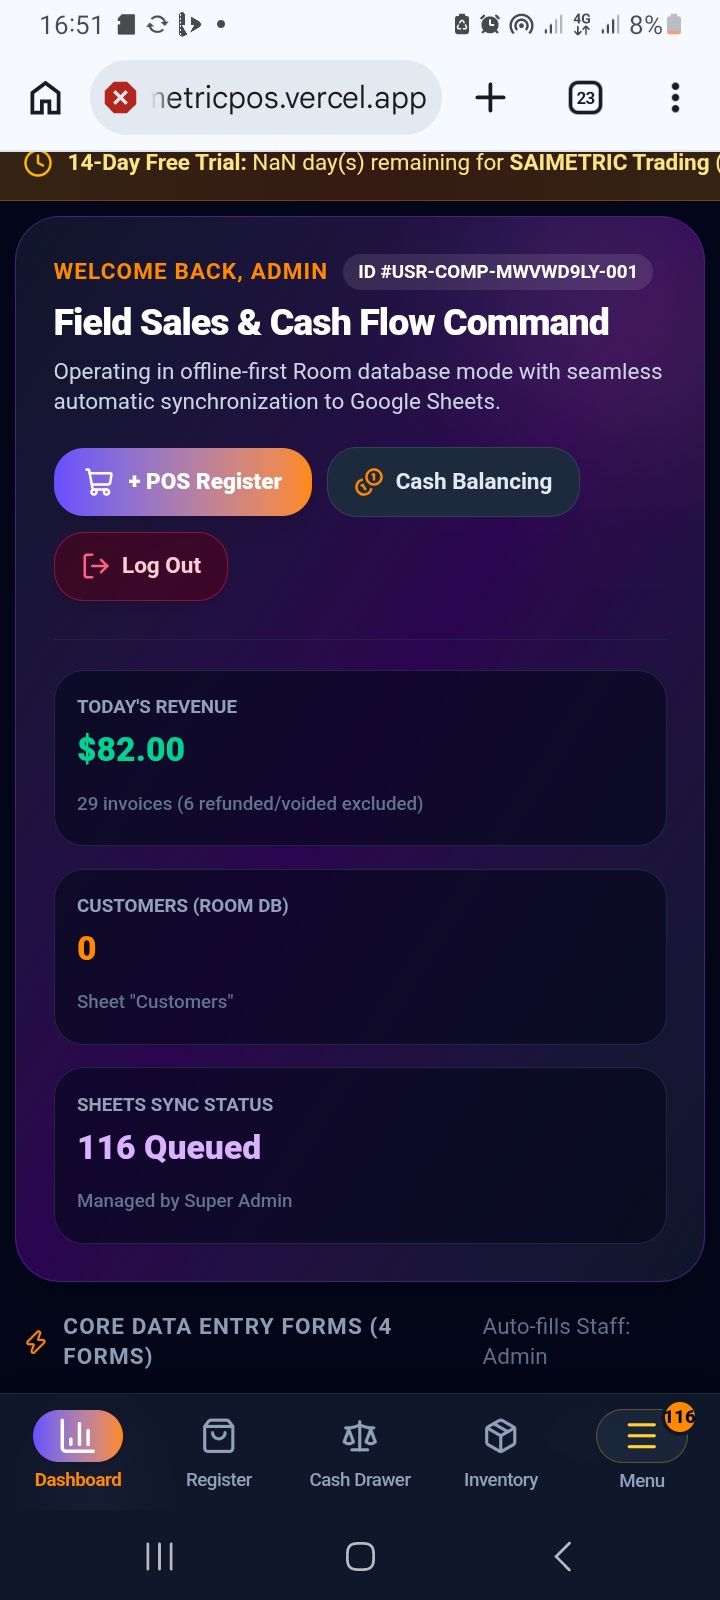 16:51
4G
8%
netricpos.vercel.app
23
14-Day Free Trial: NaN day(s) remaining for SAIMETRIC Trading (
WELCOME BACK, ADMIN
ID #USR-COMP-MWVWD9LY-001
Field Sales & Cash Flow Command
Operating in offline-first Room database mode with seamless
automatic synchronization to Google Sheets.
+ POS Register
Cash Balancing
Log Out
TODAY'S REVENUE
$82.00
29 invoices (6 refunded/voided excluded)
CUSTOMERS (ROOM DB)
0
Sheet "Customers"
SHEETS SYNC STATUS
116 Queued
Managed by Super Admin
CORE DATA ENTRY FORMS (4
FORMS)
Auto-fills Staff:
Admin
116
Dashboard
Register
Cash Drawer
Inventory
Menu